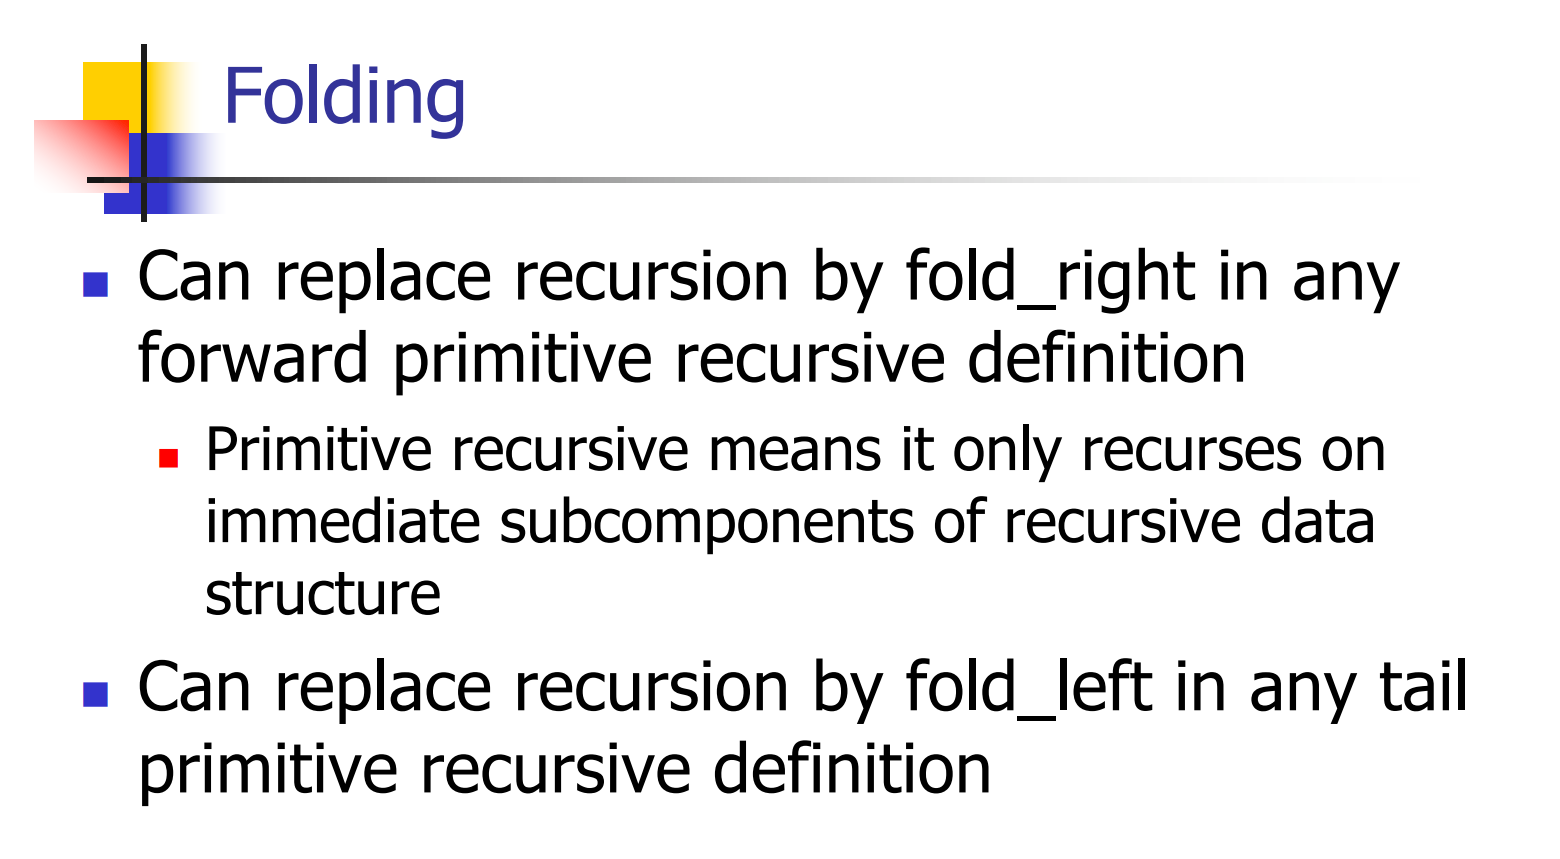 Folding
Can replace recursion by fold_right in any
forward primitive recursive definition
Primitive recursive means it only recurses on
immediate subcomponents of recursive data
structure
Can replace recursion by fold_left in any tail
primitive recursive definition